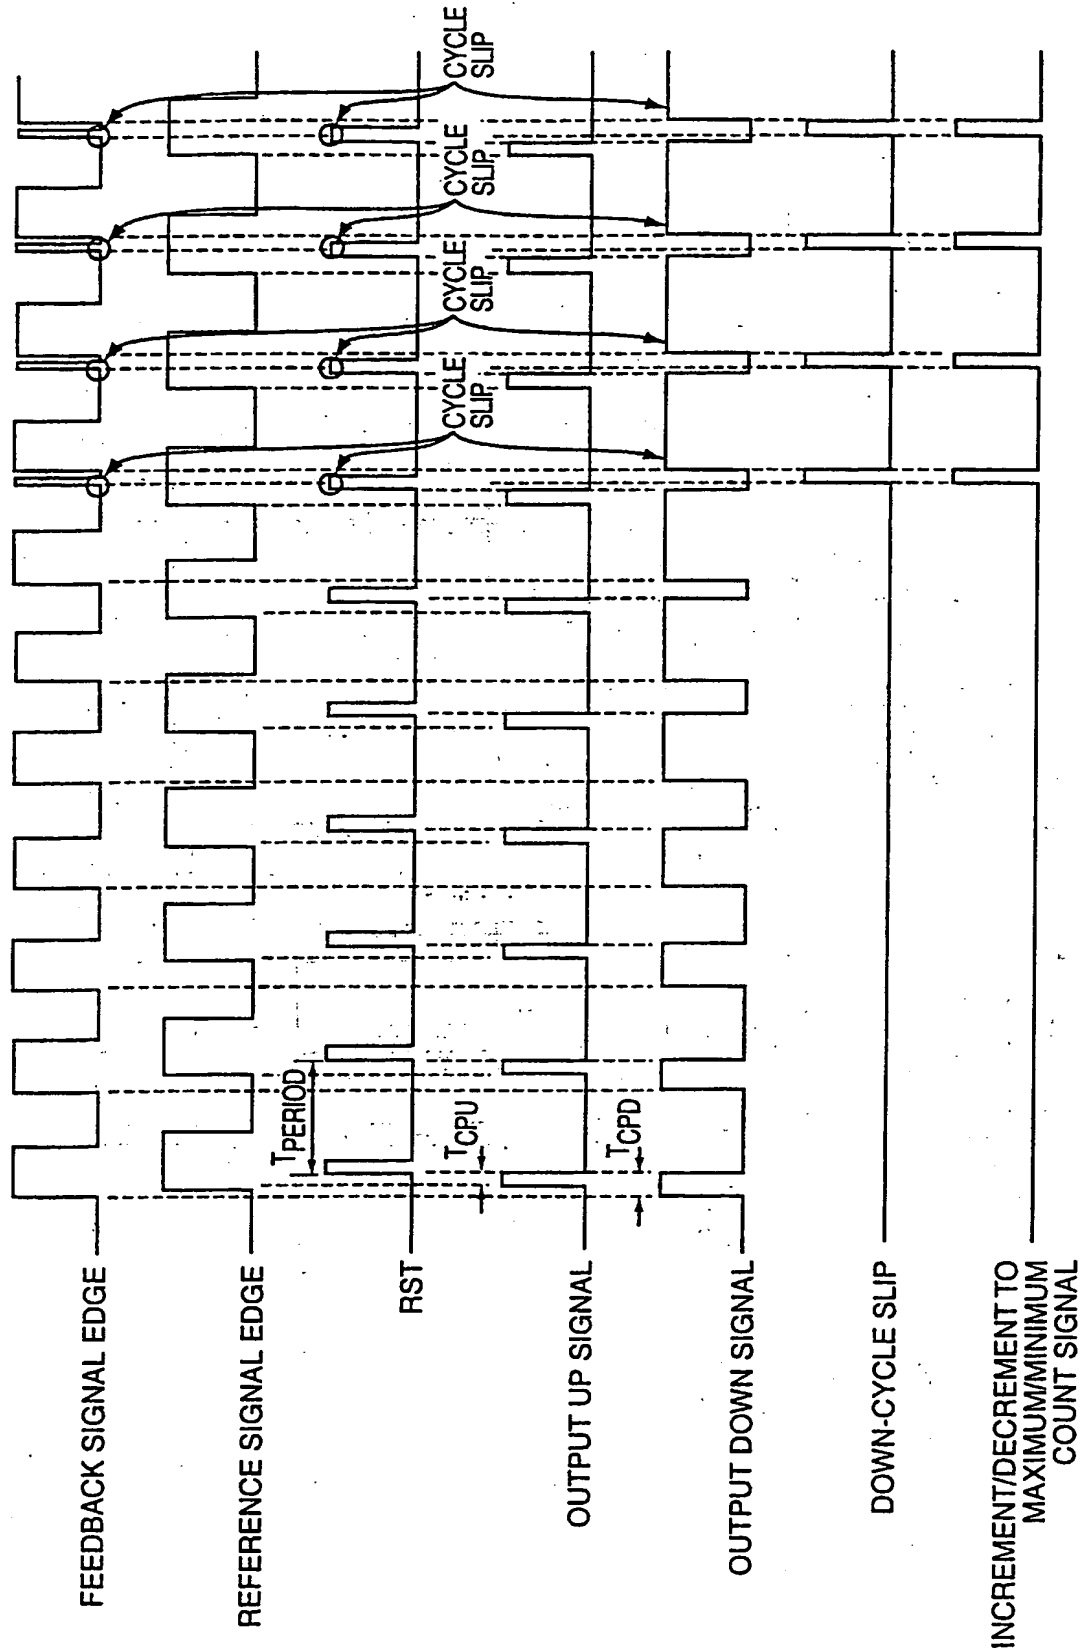 FEEDBACK SIGNAL EDGE
REFERENCE SIGNAL EDGE
RST
OUTPUT UP SIGNAL
OUTPUT DOWN SIGNAL
DOWN-CYCLE SLIP
INCREMENT/DECREMENT TO
MAXIMUM/MINIMUM
COUNT SIGNAL
TPERIOD
TCPU
TCPD
CYCLE
SLIP
CYCLE
SLIP
CYCLE
SLIP
CYCLE
SLIP